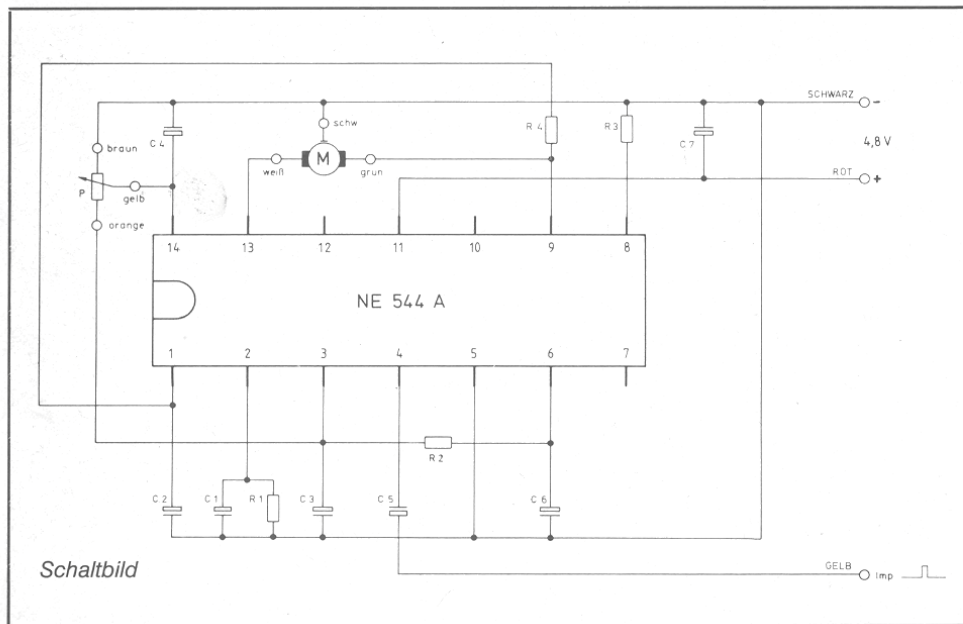 SCHWARZ -
schw
R 4
R3
C 4
C 7
4,8 V
braun
M
weiß
grun
ROT +
P
gelb
orange
14 13 12 11 10 9 8
NE 544 A
1 2 3 4 5 6 7
R 2
C 2
C 1
R 1
C 3
C 5
C 6
Schaltbild
GELB
Imp